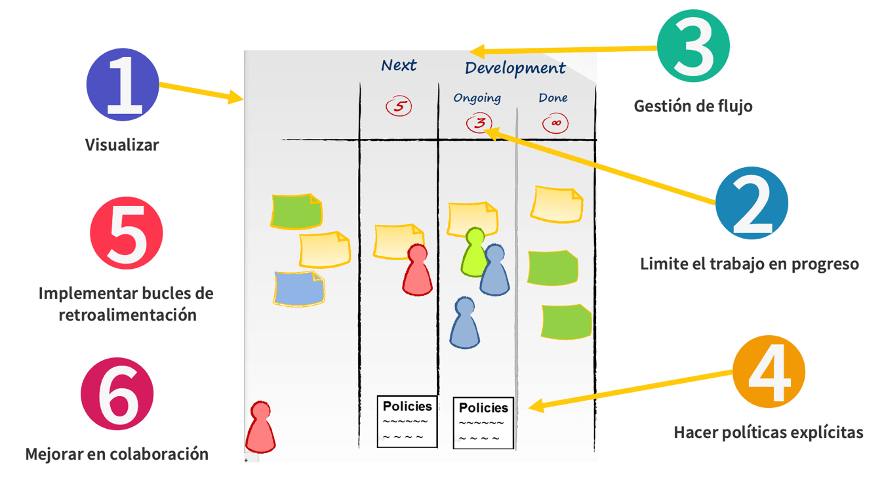 1
Visualizar
5
Implementar bucles de
retroalimentación
6
Mejorar en colaboración
Next
Development
5
Ongoing
Done
3
∞
Policies
~~~~~~
~ ~ ~ ~
Policies
~~~~~~
~ ~ ~ ~
3
Gestión de flujo
2
Limite el trabajo en progreso
4
Hacer políticas explícitas